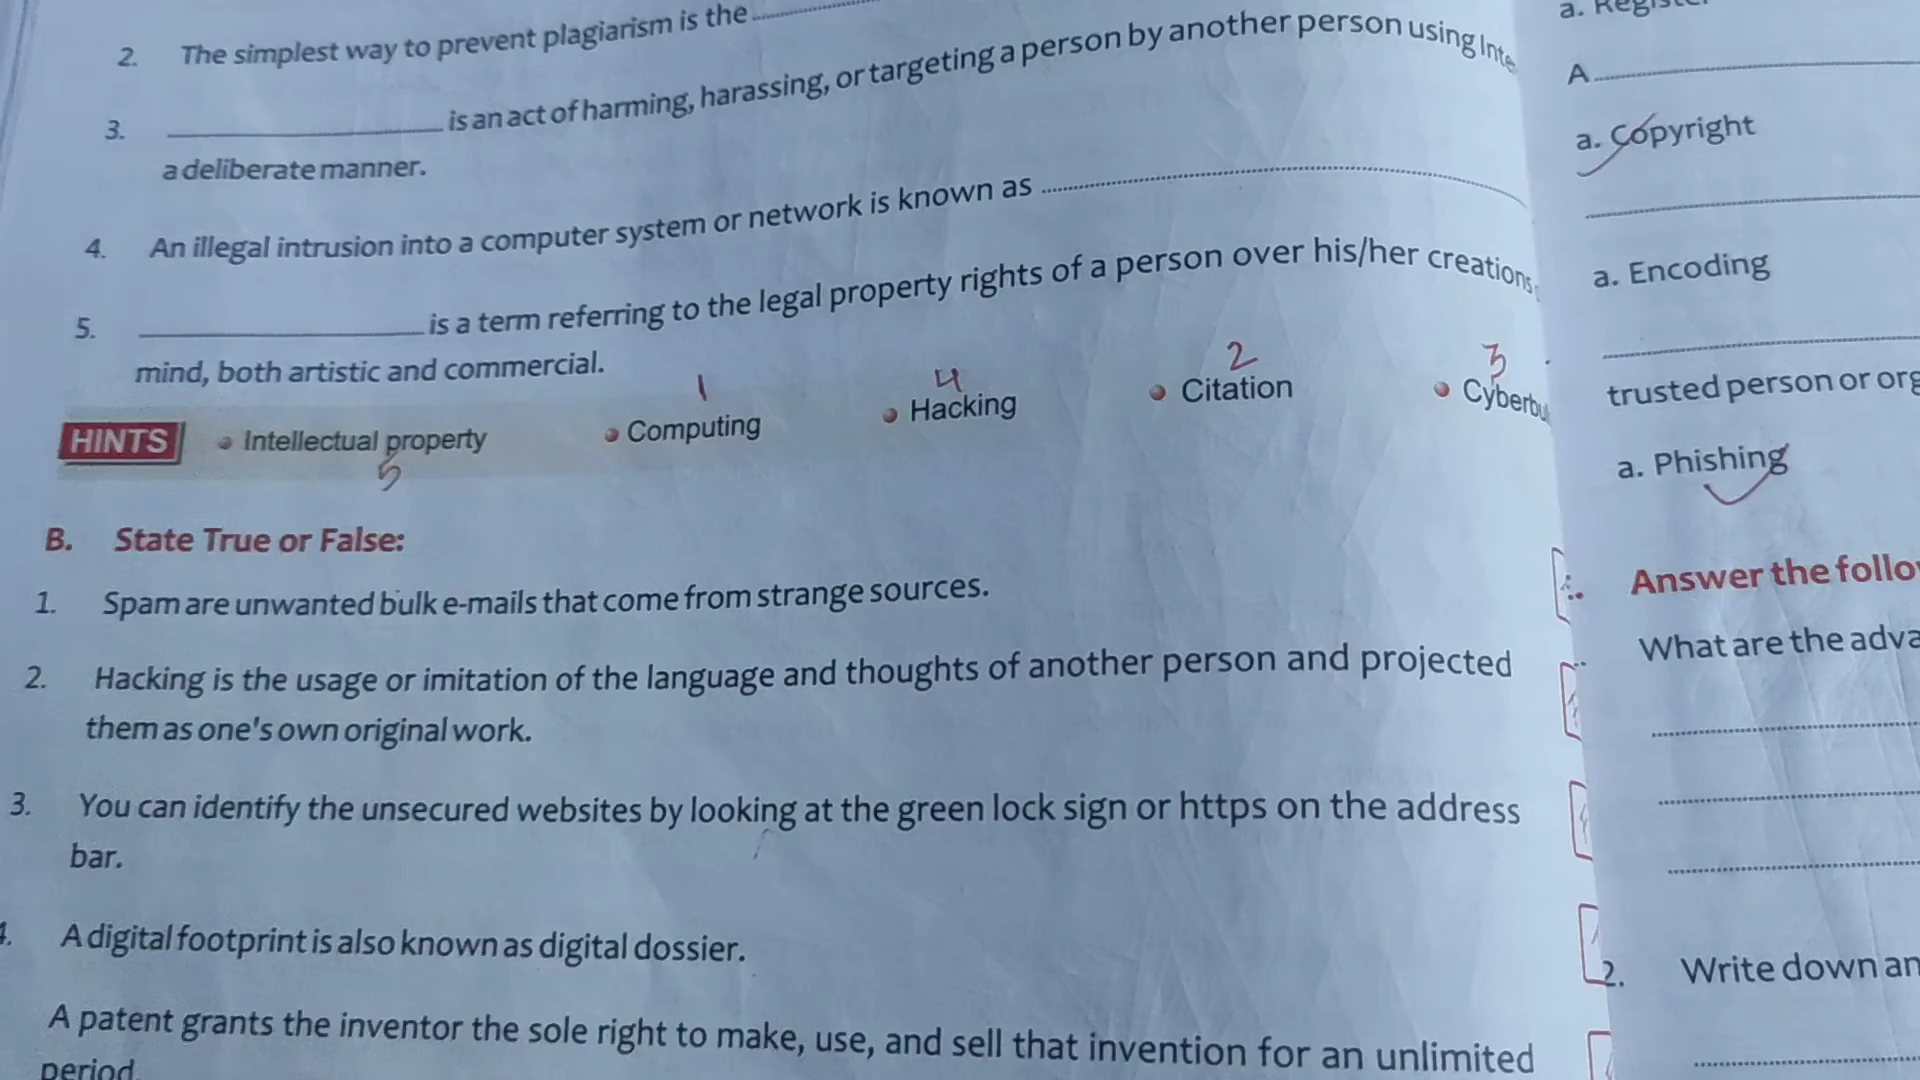 2. The simplest way to prevent plagiarism is the
3. is an act of harming, harassing, or targeting a person by another person using Inte
a deliberate manner.
4. An illegal intrusion into a computer system or network is known as
5. is a term referring to the legal property rights of a person over his/her creations
mind, both artistic and commercial.
1 4 2 3
HINTS • Intellectual property • Computing • Hacking • Citation • Cyberbu
5
B. State True or False:
1. Spam are unwanted bulk e-mails that come from strange sources.
2. Hacking is the usage or imitation of the language and thoughts of another person and projected
them as one's own original work.
3. You can identify the unsecured websites by looking at the green lock sign or https on the address
bar.
4. A digital footprint is also known as digital dossier.
A patent grants the inventor the sole right to make, use, and sell that invention for an unlimited
period.
a. Register
A
a. Copyright
a. Encoding
trusted person or org
a. Phishing
Answer the follo
What are the adva
2. Write down an